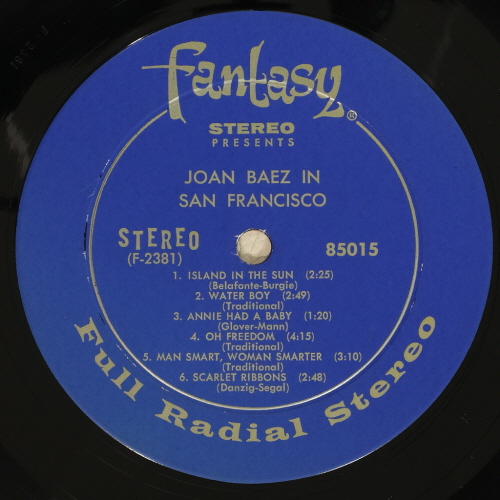 fantasy®
STEREO
PRESENTS
JOAN BAEZ IN
SAN FRANCISCO
STEREO 85015
(F-2381)
1. ISLAND IN THE SUN (2:25)
(Belafonte-Burgie)
2. WATER BOY (2:49)
(Traditional)
3. ANNIE HAD A BABY (1:20)
(Glover-Mann)
4. OH FREEDOM (4:15)
(Traditional)
5. MAN SMART, WOMAN SMARTER (3:10)
(Traditional)
6. SCARLET RIBBONS (2:48)
(Danzig-Segal)
Full Radial Stereo